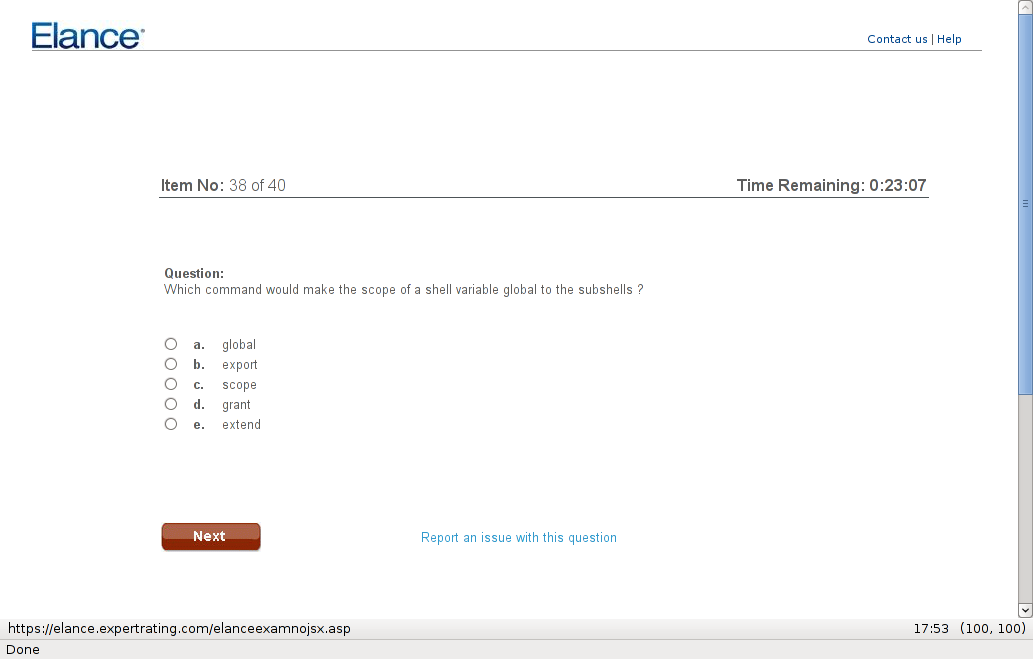 Elance
Contact us | Help
Item No: 38 of 40
Time Remaining: 0:23:07
Question:
Which command would make the scope of a shell variable global to the subshells ?
a. global
b. export
c. scope
d. grant
e. extend
Next
Report an issue with this question
https://elance.expertrating.com/elanceexamnojsx.asp
17:53 (100, 100)
Done